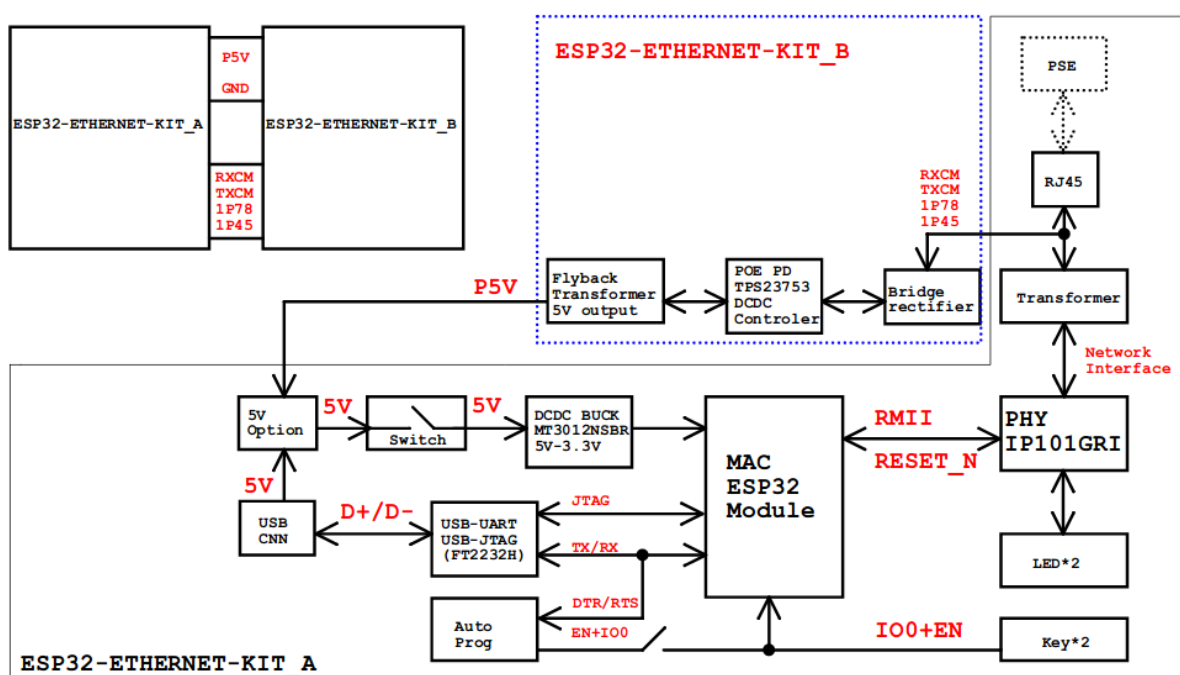 ESP32-ETHERNET-KIT_A
P5V
GND
RXCM
TXCM
1P78
1P45
ESP32-ETHERNET-KIT_B
ESP32-ETHERNET-KIT_B
PSE
RJ45
RXCM
TXCM
1P78
1P45
P5V
Flyback
Transformer
5V output
POE PD
TPS23753
DCDC
Controler
Bridge
rectifier
Transformer
Network
Interface
5V
Option
5V
Switch
5V
DCDC BUCK
MT3012NSBR
5V-3.3V
MAC
ESP32
Module
RMII
RESET_N
PHY
IP101GRI
5V
USB
CNN
D+/D-
USB-UART
USB-JTAG
(FT2232H)
JTAG
TX/RX
LED*2
DTR/RTS
Auto
Prog
EN+IO0
IO0+EN
Key*2
ESP32-ETHERNET-KIT_A